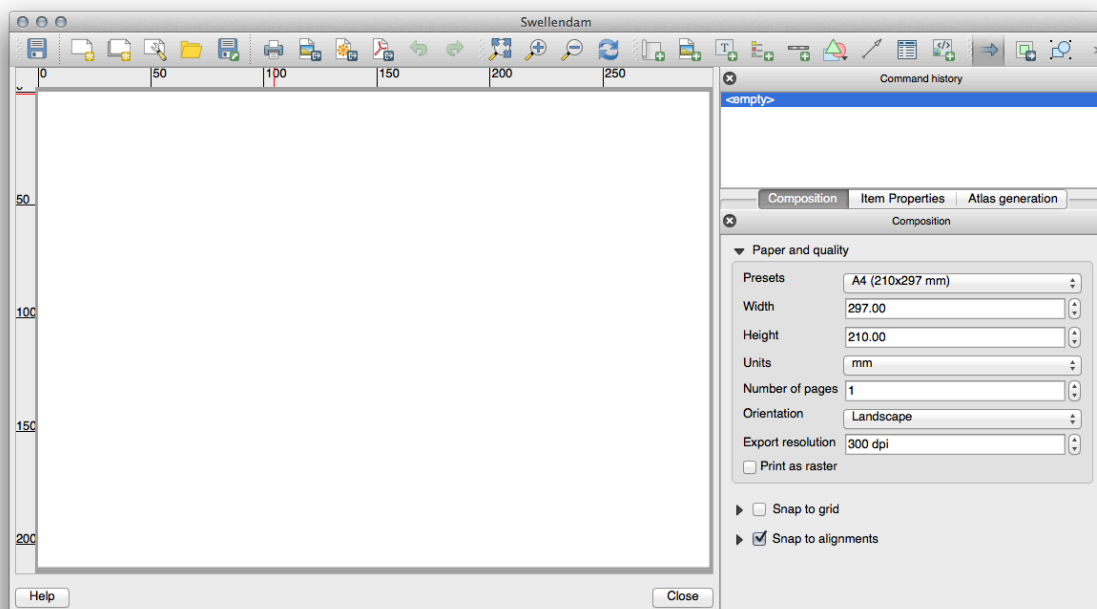 Swellendam
0 50 100 150 200 250
Command history
<empty>
Composition Item Properties Atlas generation
Composition
Paper and quality
Presets A4 (210x297 mm)
Width 297.00
Height 210.00
Units mm
Number of pages 1
Orientation Landscape
Export resolution 300 dpi
Print as raster
Snap to grid
Snap to alignments
50
100
150
200
Help Close